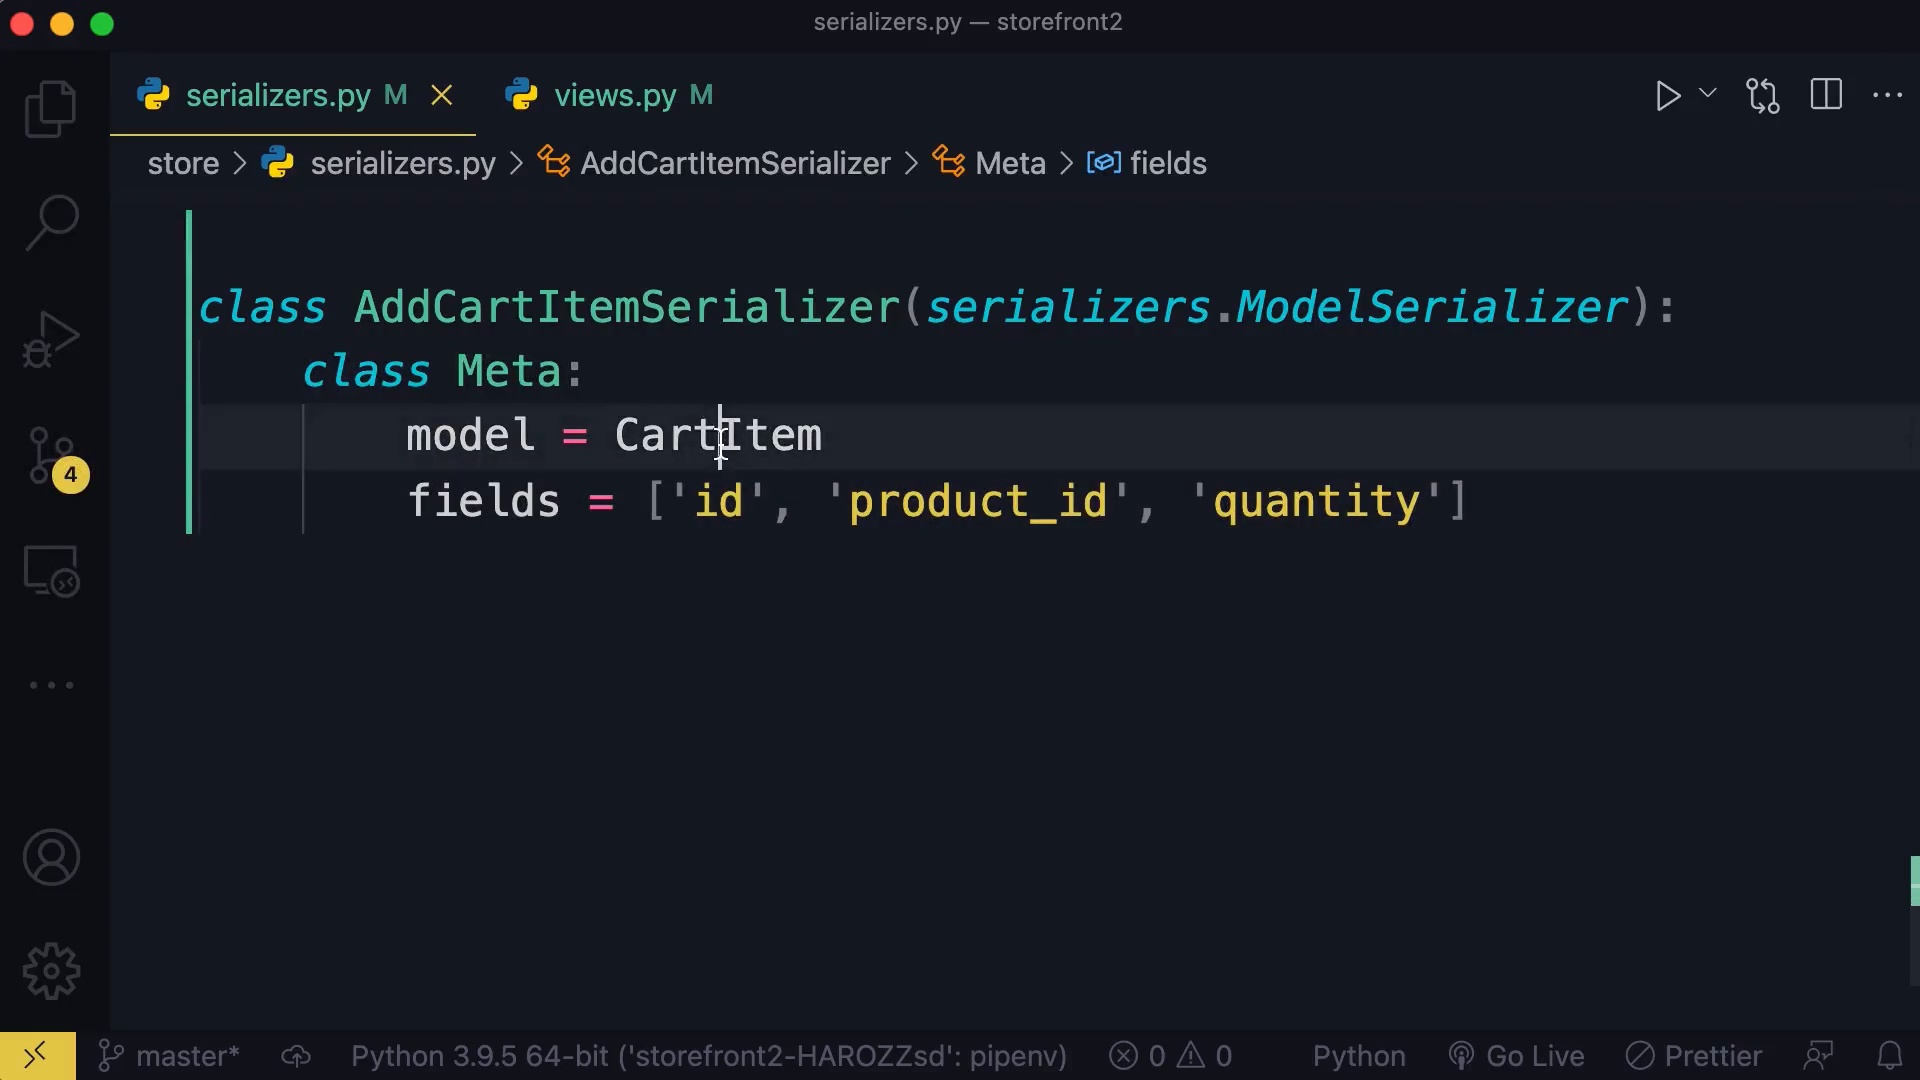 serializers.py — storefront2
serializers.py M
views.py M
store > serializers.py > AddCartItemSerializer > Meta > fields
class AddCartItemSerializer(serializers.ModelSerializer):
class Meta:
model = CartItem
fields = ['id', 'product_id', 'quantity']
4
master* Python 3.9.5 64-bit ('storefront2-HAROZZsd': pipenv) 0 0 Python Go Live Prettier